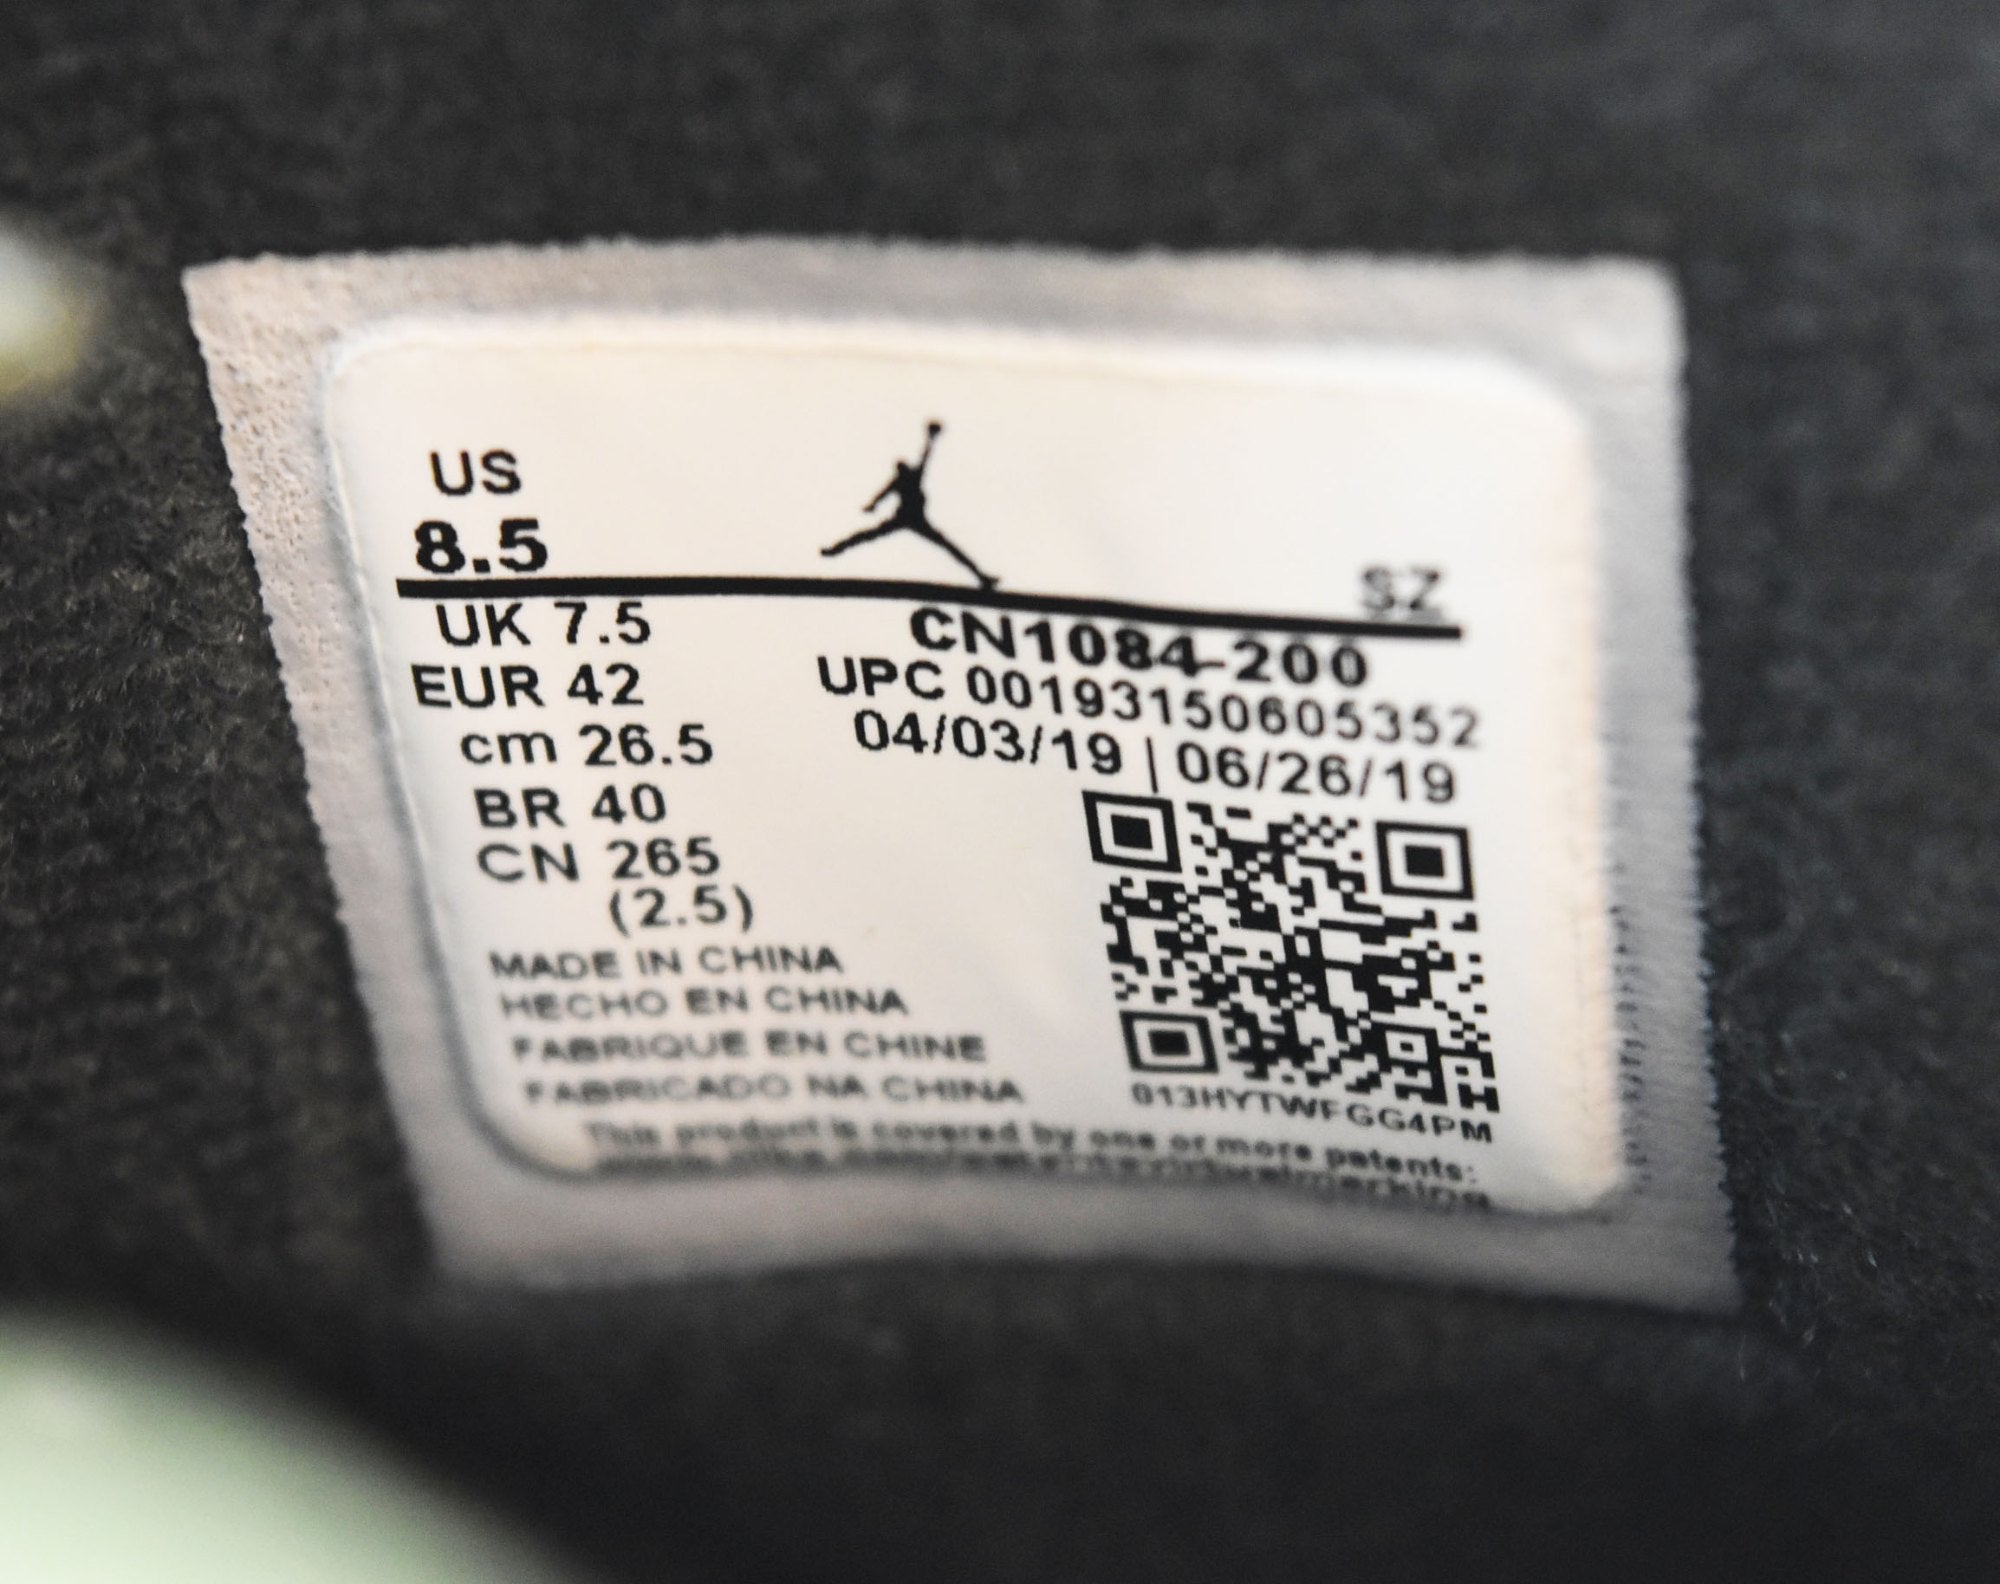 US
8.5
SZ
UK 7.5
CN1084-200
EUR 42
UPC 00193150605352
cm 26.5
04/03/19 | 06/26/19
BR 40
CN 265
(2.5)
MADE IN CHINA
HECHO EN CHINA
FABRIQUE EN CHINE
FABRICADO NA CHINA
013HYTWFGG4PM
This product is covered by one or more patents: